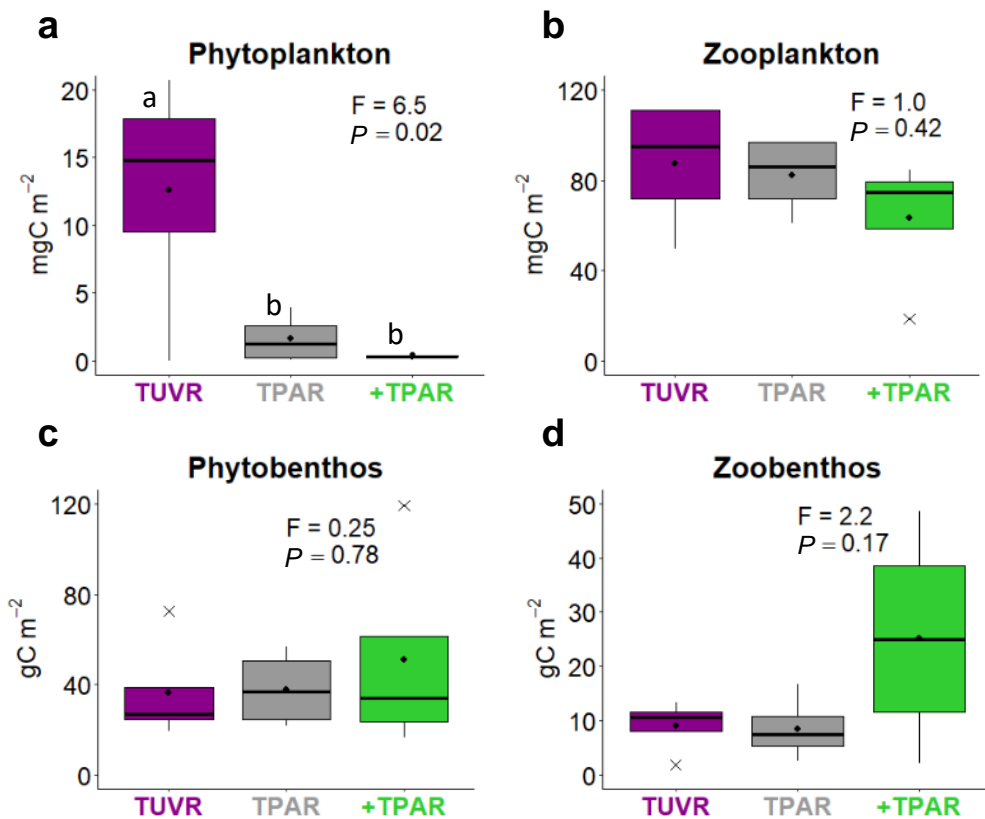 a
Phytoplankton
20
15
10
5
0
mgC m⁻²
a
b
b
F = 6.5
P = 0.02
TUVR TPAR +TPAR
b
Zooplankton
120
80
40
0
mgC m⁻²
F = 1.0
P = 0.42
TUVR TPAR +TPAR
c
Phytobenthos
120
80
40
0
gC m⁻²
F = 0.25
P = 0.78
TUVR TPAR +TPAR
d
Zoobenthos
50
40
30
20
10
0
gC m⁻²
F = 2.2
P = 0.17
TUVR TPAR +TPAR